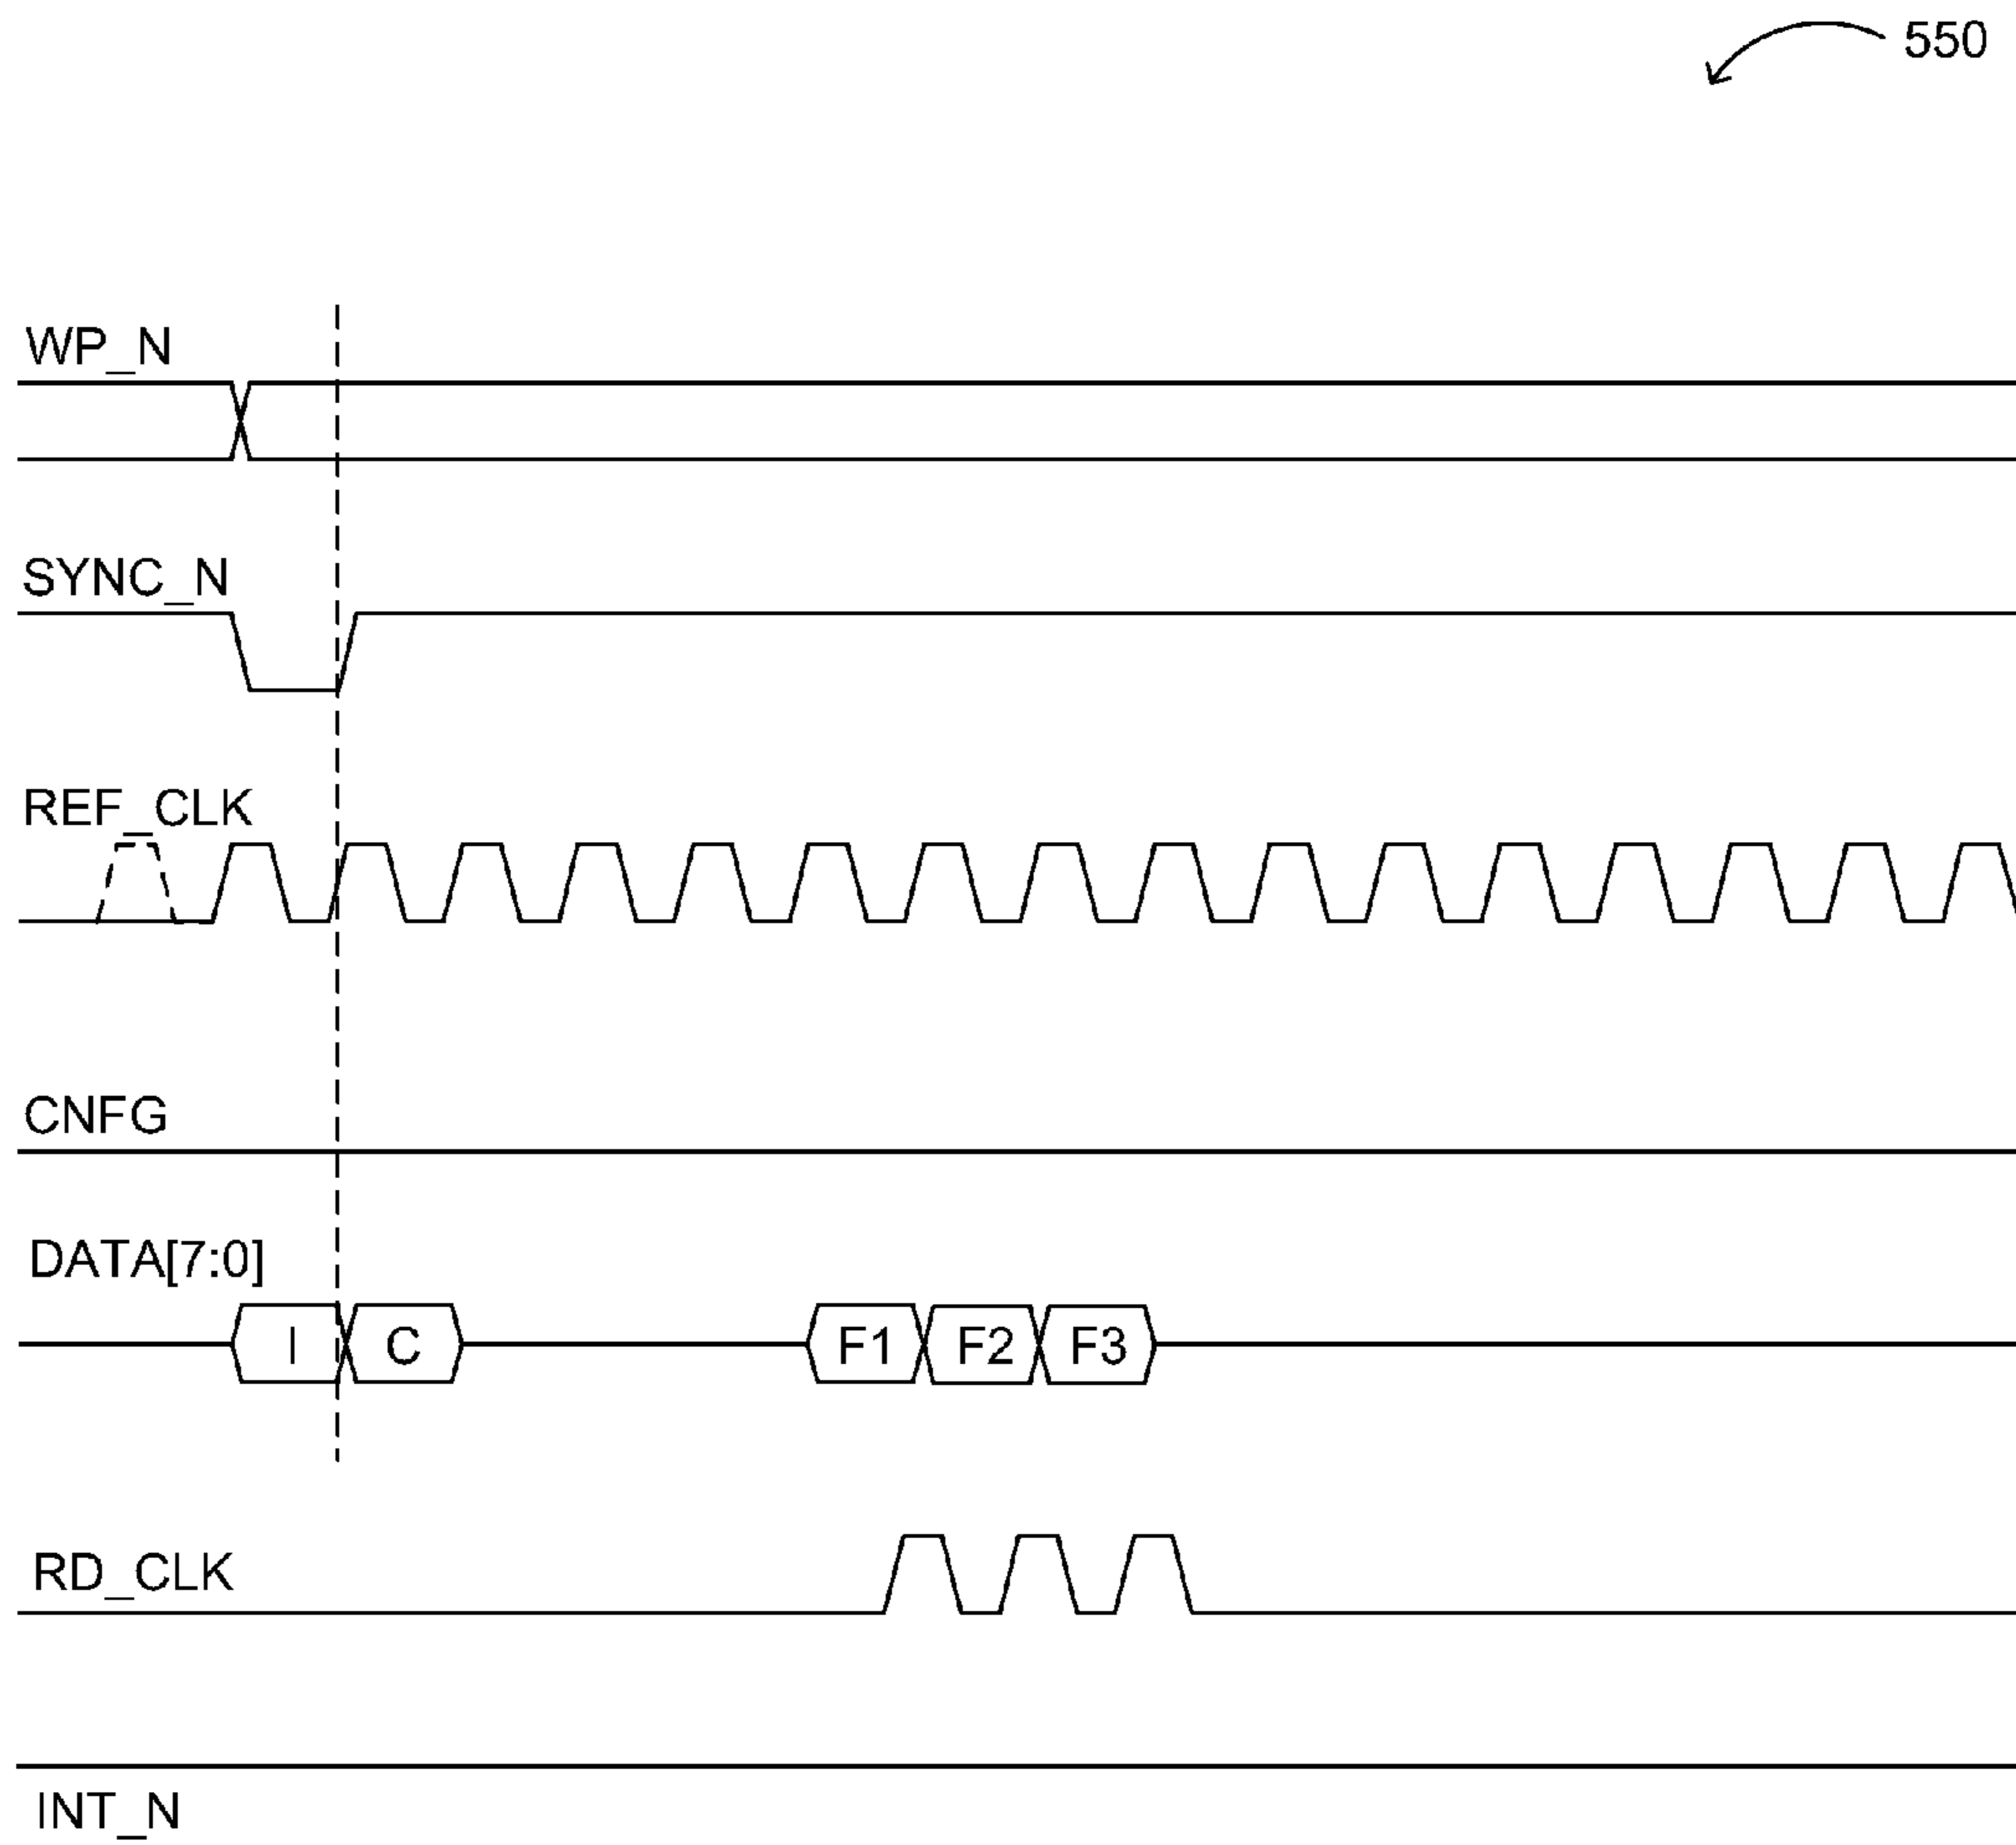 550
WP_N
SYNC_N
REF_CLK
CNFG
DATA[7:0]
I C F1 F2 F3
RD_CLK
INT_N